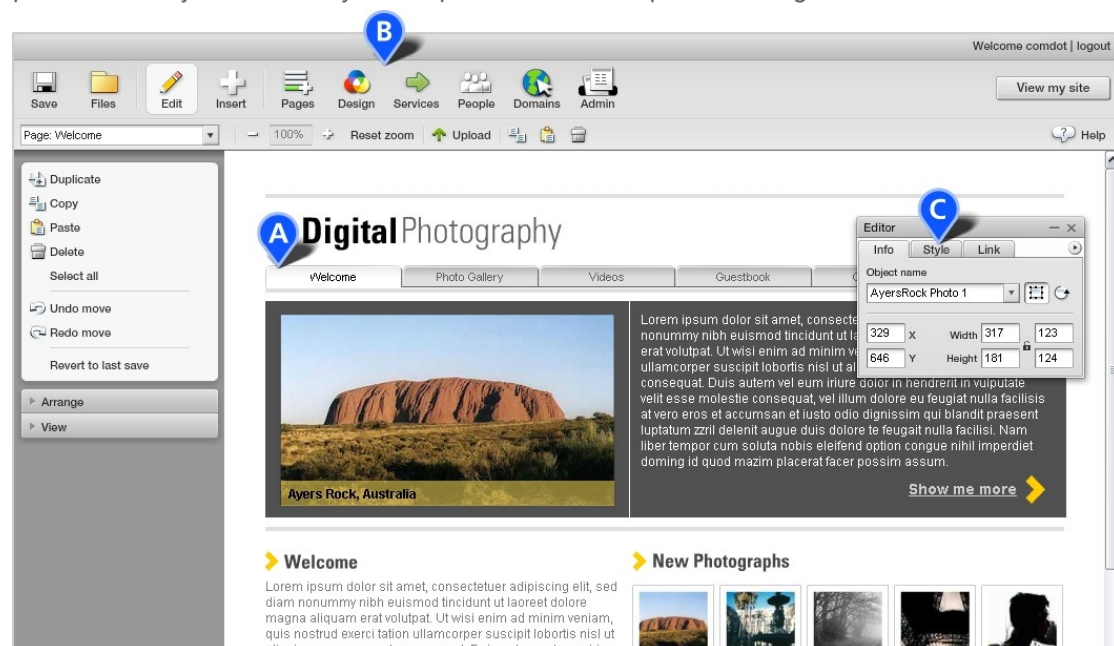 B
Welcome comdot | logout
Save Files Edit Insert Pages Design Services People Domains Admin
View my site
Page: Welcome
100% Reset zoom Upload
Help
Duplicate
Copy
Paste
Delete
Select all
Undo move
Redo move
Revert to last save
Arrange
View
A
Digital Photography
Welcome Photo Gallery Videos Guestbook
C
Editor
Info Style Link
Object name
AyersRock Photo 1
329 X Width 317 123
646 Y Height 181 124
Ayers Rock, Australia
Lorem ipsum dolor sit amet, consecte
nonummy nibh euismod tincidunt ut la
erat volutpat. Ut wisi enim ad minim v
ullamcorper suscipit lobortis nisl ut al
consequat. Duis autem vel eum iriure dolor in hendrerit in vulputate
velit esse molestie consequat, vel illum dolore eu feugiat nulla facilisis
at vero eros et accumsan et iusto odio dignissim qui blandit praesent
luptatum zzril delenit augue duis dolore te feugait nulla facilisi. Nam
liber tempor cum soluta nobis eleifend option congue nihil imperdiet
doming id quod mazim placerat facer possim assum.
Show me more
Welcome
Lorem ipsum dolor sit amet, consectetuer adipiscing elit, sed
diam nonummy nibh euismod tincidunt ut laoreet dolore
magna aliquam erat volutpat. Ut wisi enim ad minim veniam,
quis nostrud exerci tation ullamcorper suscipit lobortis nisl ut
New Photographs